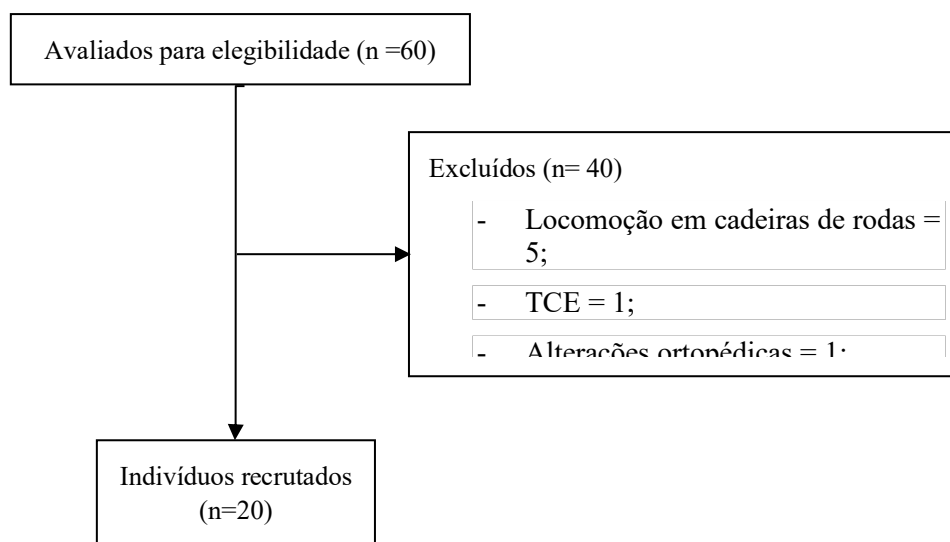 Avaliados para elegibilidade (n =60)
Excluídos (n= 40)
- Locomoção em cadeiras de rodas =
5;
- TCE = 1;
- Alterações ortopédicas = 1;
Indivíduos recrutados
(n=20)